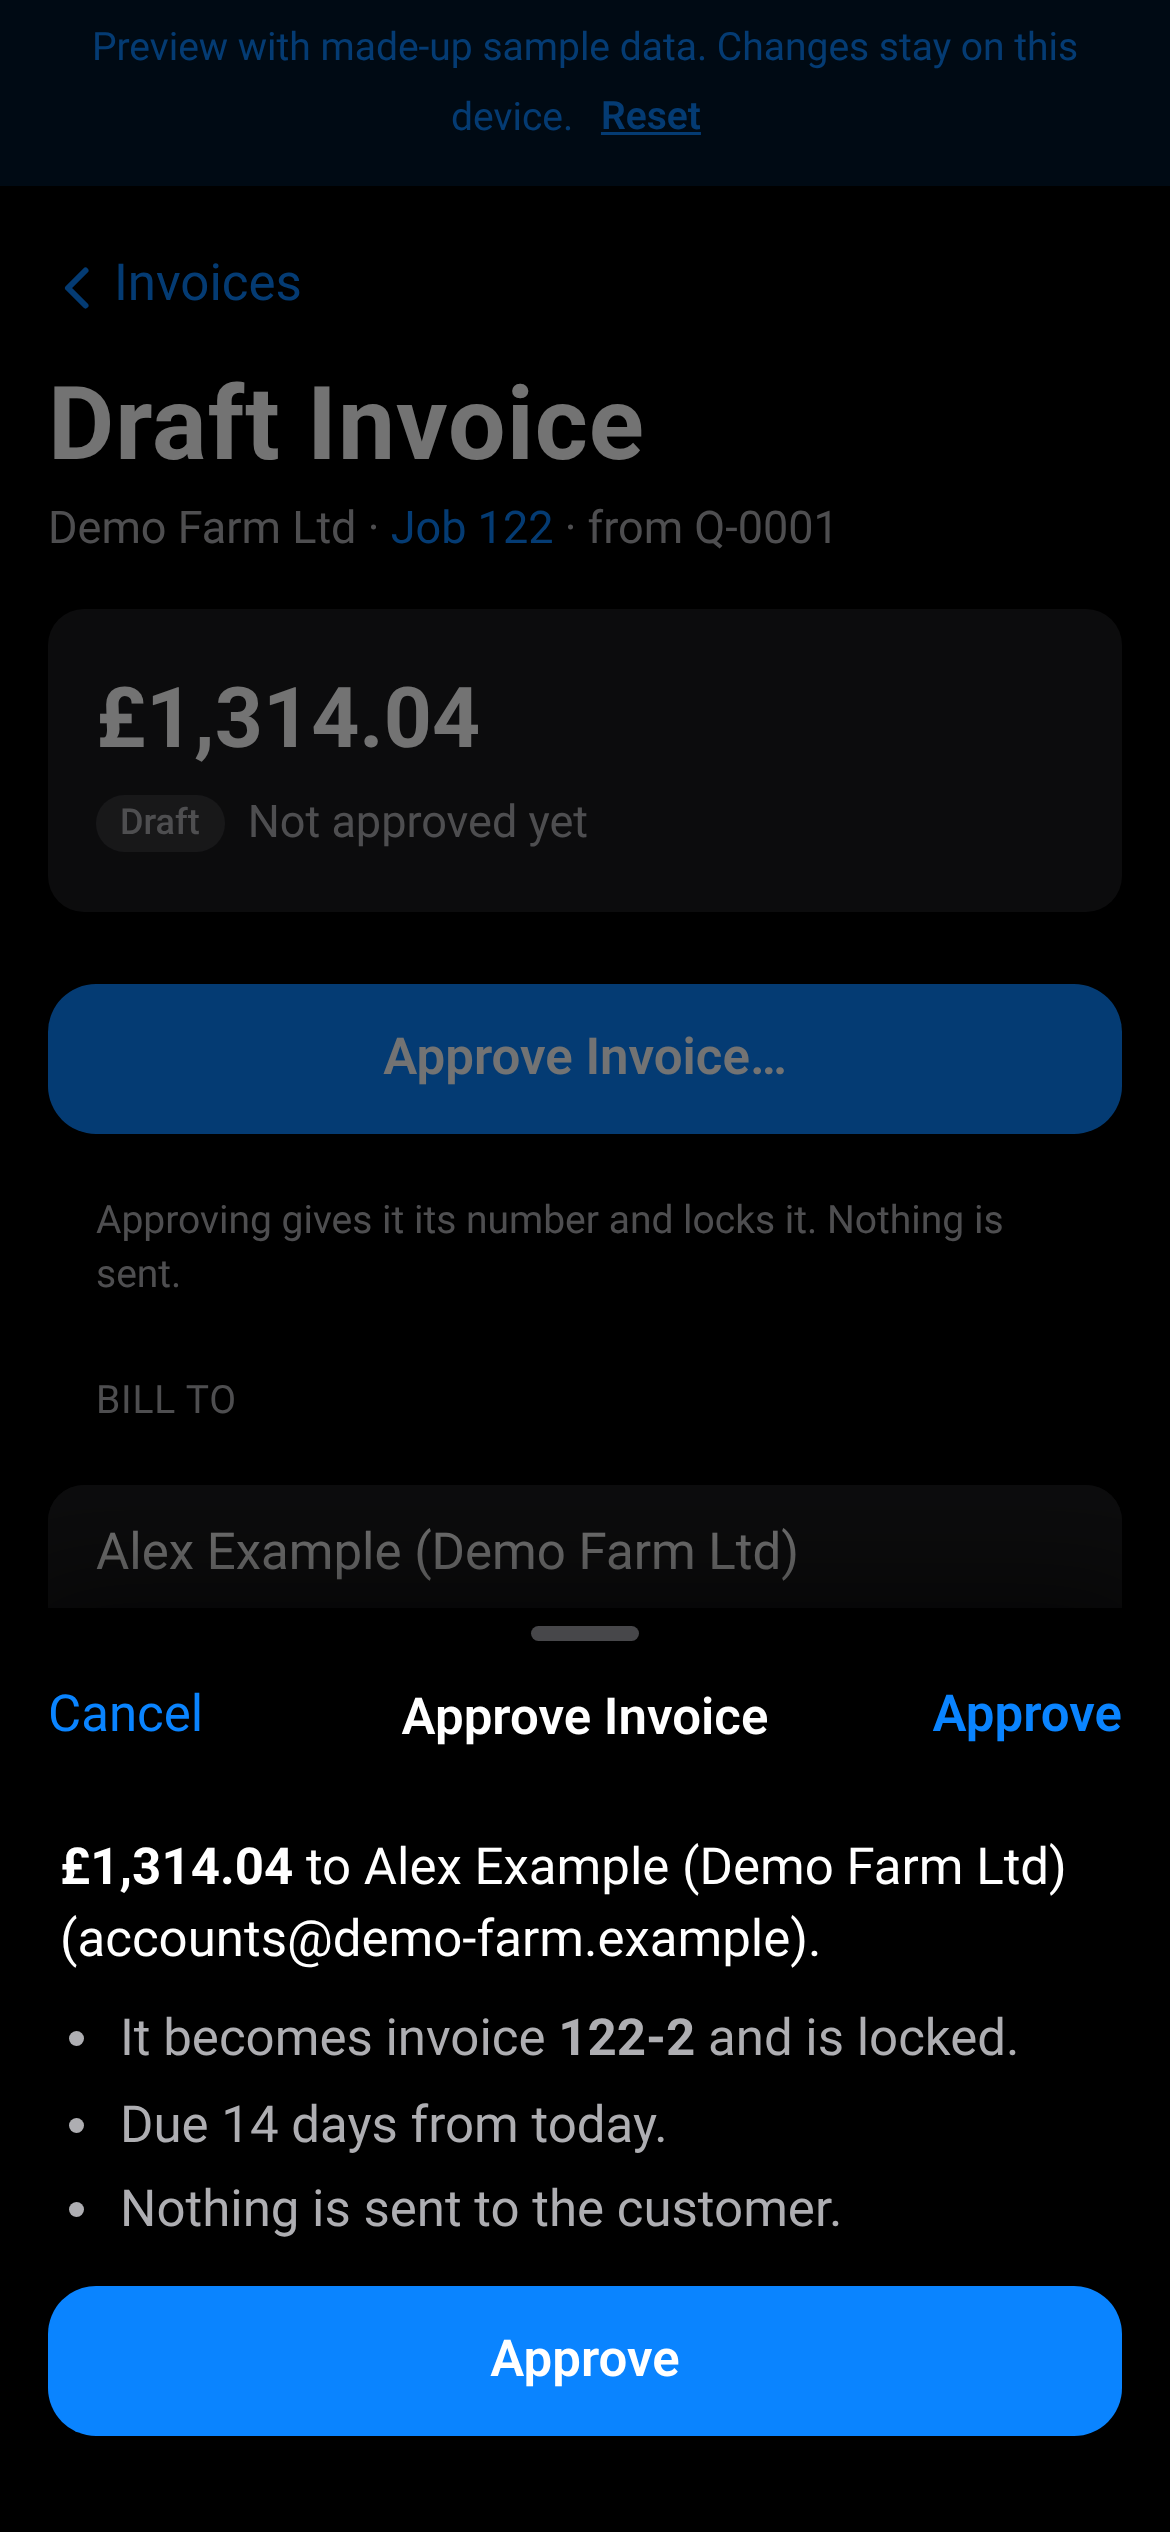 Preview with made-up sample data. Changes stay on this
device. Reset
Invoices
Draft Invoice
Demo Farm Ltd · Job 122 · from Q-0001
£1,314.04
Draft Not approved yet
Approve Invoice…
Approving gives it its number and locks it. Nothing is
sent.
BILL TO
Alex Example (Demo Farm Ltd)
Cancel Approve Invoice Approve
£1,314.04 to Alex Example (Demo Farm Ltd)
(accounts@demo-farm.example).
• It becomes invoice 122-2 and is locked.
• Due 14 days from today.
• Nothing is sent to the customer.
Approve